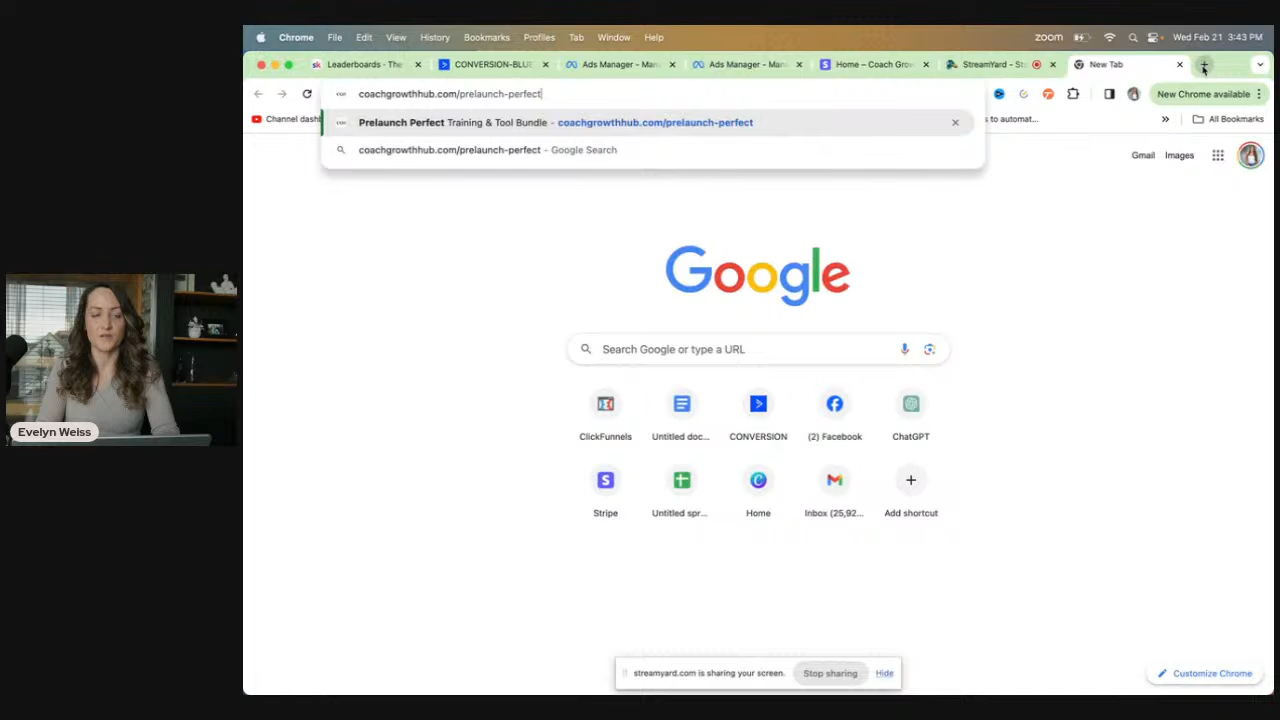 Chrome File Edit View History Bookmarks Profiles Tab Window Help zoom Wed Feb 21 3:43 PM
Leaderboards - The CONVERSION-BLUE Ads Manager - Man Ads Manager - Man Home – Coach Grow StreamYard - St New Tab
coachgrowthhub.com/prelaunch-perfect New Chrome available
Channel dashb Prelaunch Perfect Training & Tool Bundle - coachgrowthhub.com/prelaunch-perfect s to automat... All Bookmarks
coachgrowthhub.com/prelaunch-perfect - Google Search
Gmail Images
Google
Search Google or type a URL
ClickFunnels Untitled doc... CONVERSION (2) Facebook ChatGPT
Stripe Untitled spr... Home Inbox (25,92... Add shortcut
Evelyn Weiss
streamyard.com is sharing your screen. Stop sharing Hide
Customize Chrome